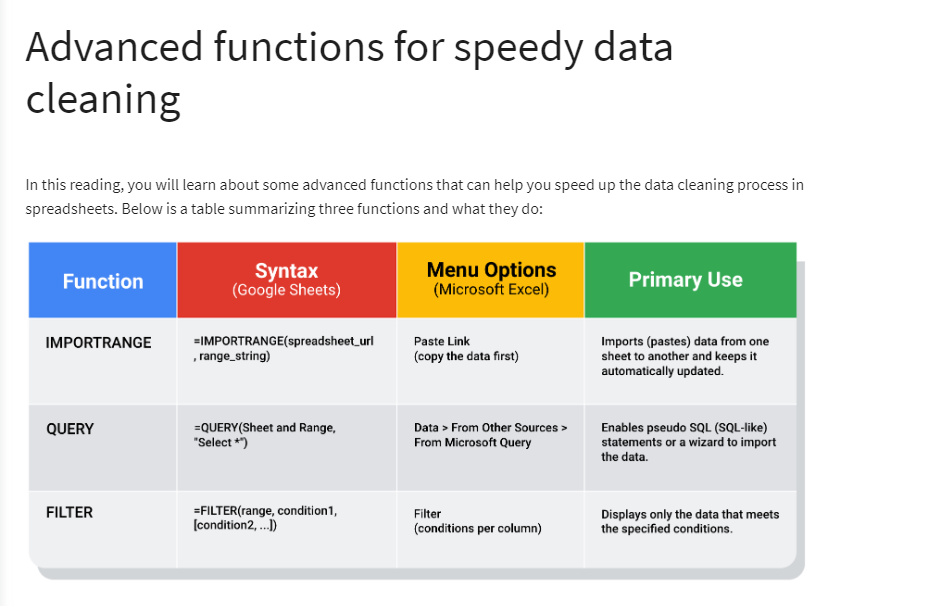 Advanced functions for speedy data
cleaning
In this reading, you will learn about some advanced functions that can help you speed up the data cleaning process in
spreadsheets. Below is a table summarizing three functions and what they do:
Function
Syntax
(Google Sheets)
Menu Options
(Microsoft Excel)
Primary Use
IMPORTRANGE
=IMPORTRANGE(spreadsheet_url
, range_string)
Paste Link
(copy the data first)
Imports (pastes) data from one
sheet to another and keeps it
automatically updated.
QUERY
=QUERY(Sheet and Range,
"Select *")
Data > From Other Sources >
From Microsoft Query
Enables pseudo SQL (SQL-like)
statements or a wizard to import
the data.
FILTER
=FILTER(range, condition1,
[condition2, ...])
Filter
(conditions per column)
Displays only the data that meets
the specified conditions.